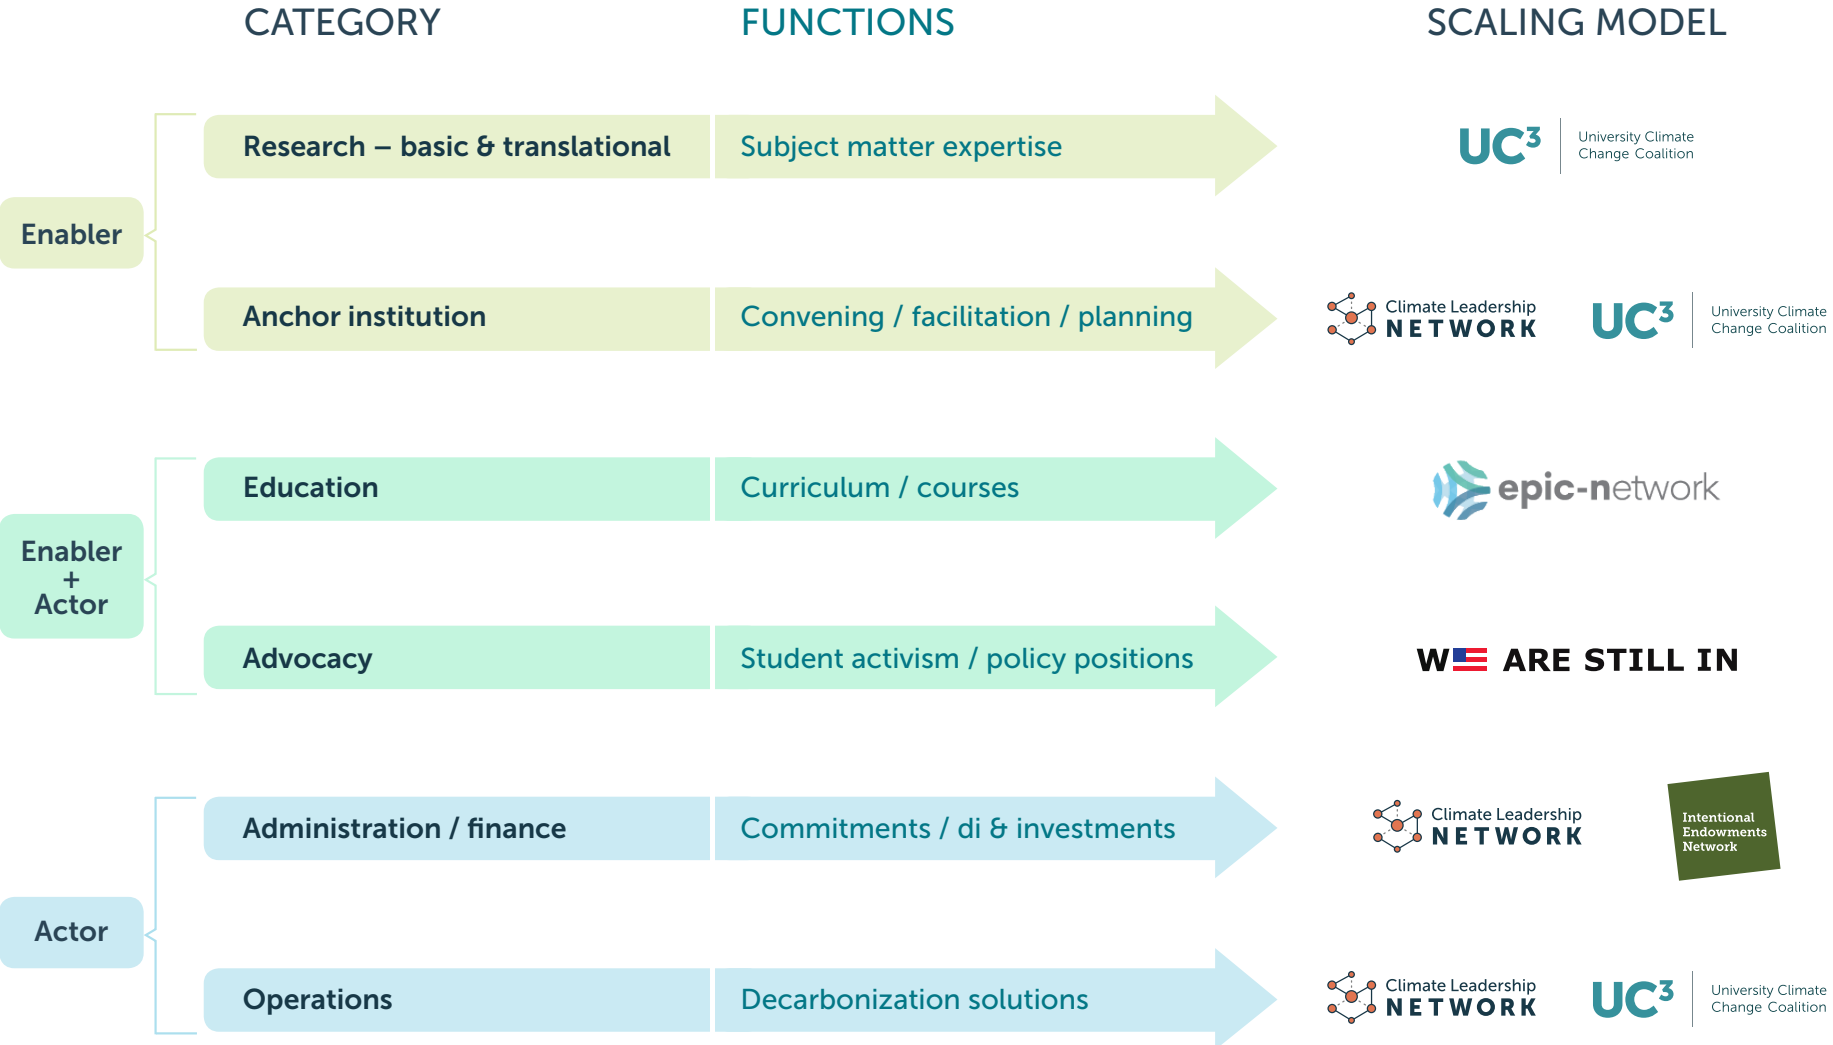 CATEGORY FUNCTIONS SCALING MODEL
Research – basic & translational Subject matter expertise
UC³ University Climate
Change Coalition
Enabler
Anchor institution Convening / facilitation / planning
Climate Leadership
NETWORK
UC³ University Climate
Change Coalition
Education Curriculum / courses
epic-network
Enabler
+
Actor
Advocacy Student activism / policy positions
W ARE STILL IN
Administration / finance Commitments / di & investments
Climate Leadership
NETWORK
Intentional
Endowments
Network
Actor
Operations Decarbonization solutions
Climate Leadership
NETWORK
UC³ University Climate
Change Coalition